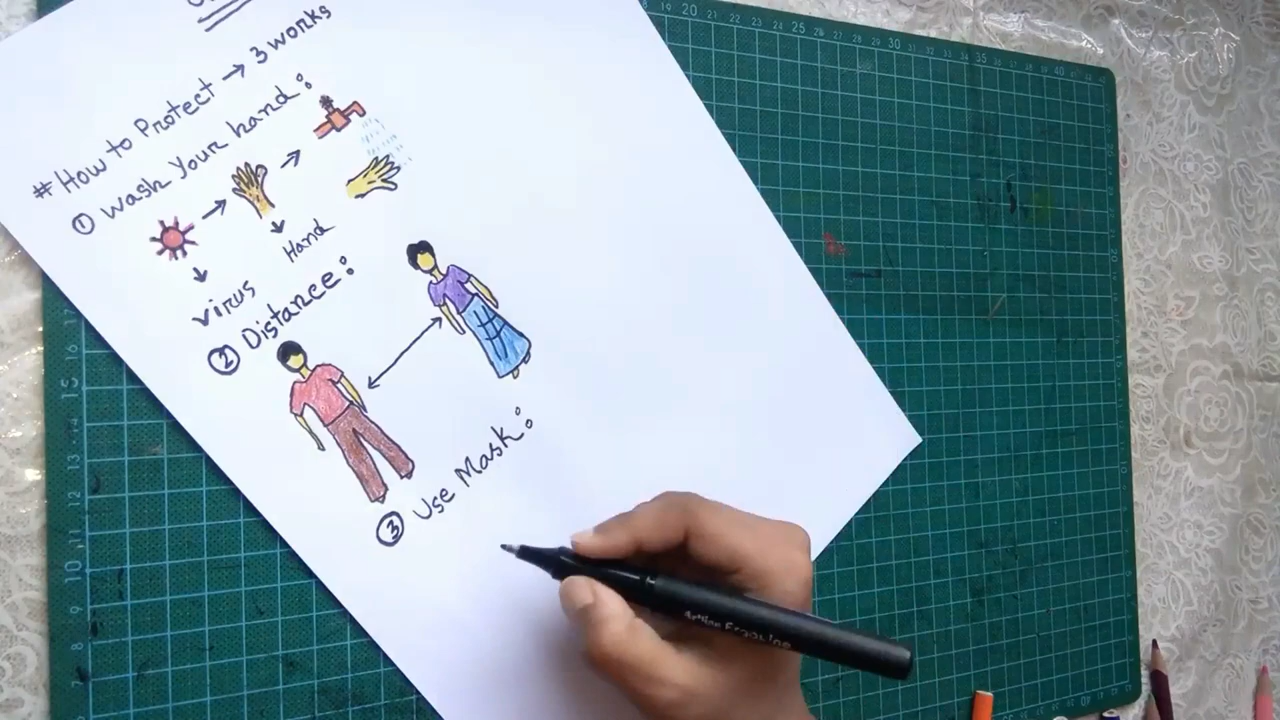 # How to Protect → 3 works
① Wash Your hand:
Hand
virus
② Distance:
③ Use Mask: